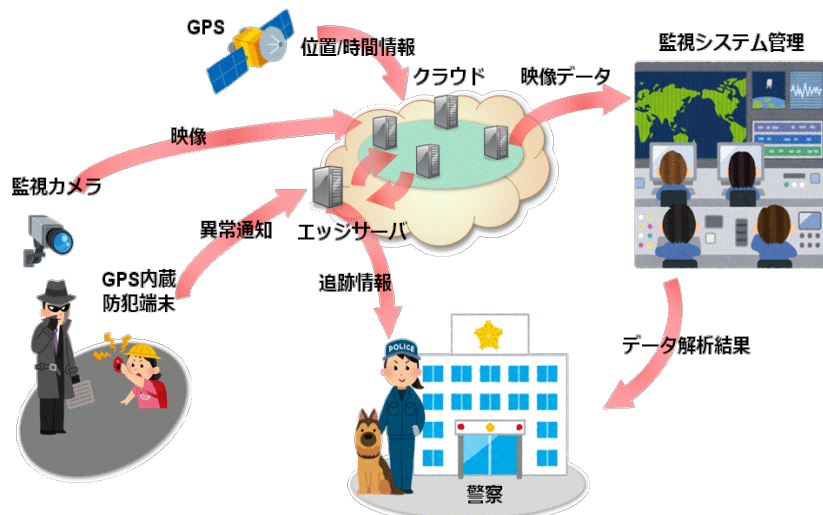 GPS
位置/時間情報
監視システム管理
クラウド
映像データ
映像
監視カメラ
異常通知
エッジサーバ
GPS内蔵
防犯端末
追跡情報
POLICE
データ解析結果
警察